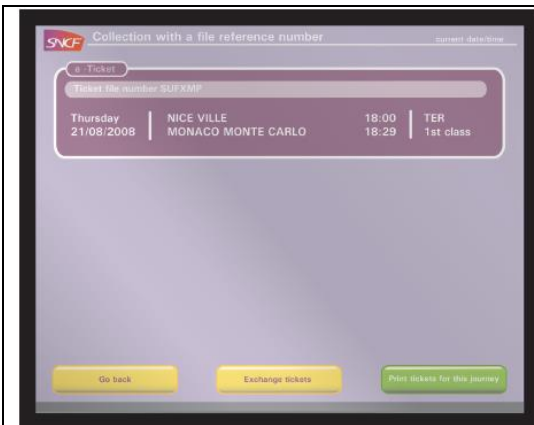 SNCF
Collection with a file reference number
current date/time
e-Ticket
Ticket file number SUFXMP
Thursday NICE VILLE 18:00 TER
21/08/2008 MONACO MONTE CARLO 18:29 1st class
Go back Exchange tickets Print tickets for this journey